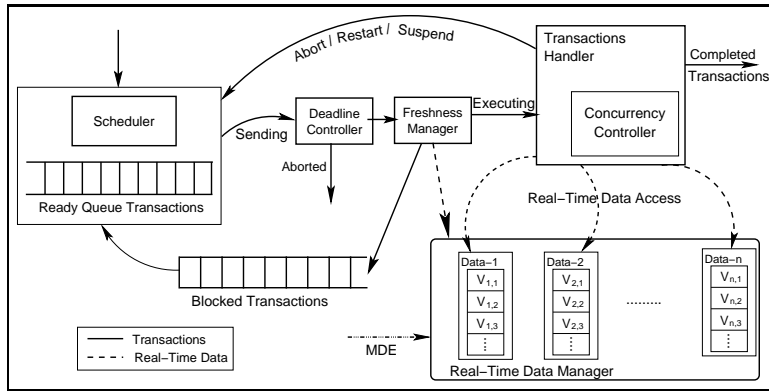 Abort / Restart / Suspend
Transactions
Handler
Completed
Transactions
Scheduler
Sending
Deadline
Controller
Freshness
Manager
Executing
Concurrency
Controller
Aborted
Ready Queue Transactions
Real-Time Data Access
Blocked Transactions
Data-1
V1,1
V1,2
V1,3
Data-2
V2,1
V2,2
V2,3
.........
Data-n
Vn,1
Vn,2
Vn,3
MDE
Real-Time Data Manager
Transactions
Real-Time Data